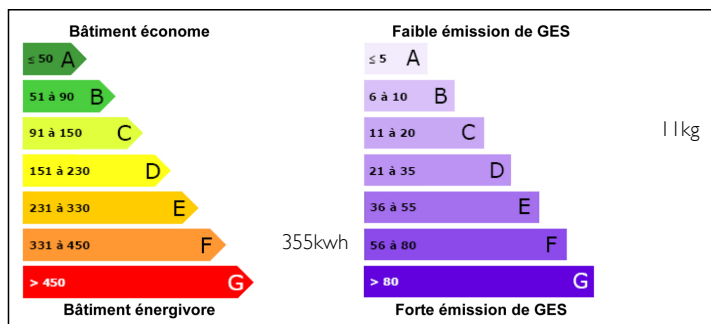 Bâtiment économe
≤ 50 A
51 à 90 B
91 à 150 C
151 à 230 D
231 à 330 E
331 à 450 F
355kwh
> 450 G
Bâtiment énergivore
Faible émission de GES
≤ 5 A
6 à 10 B
11 à 20 C
11kg
21 à 35 D
36 à 55 E
56 à 80 F
> 80 G
Forte émission de GES